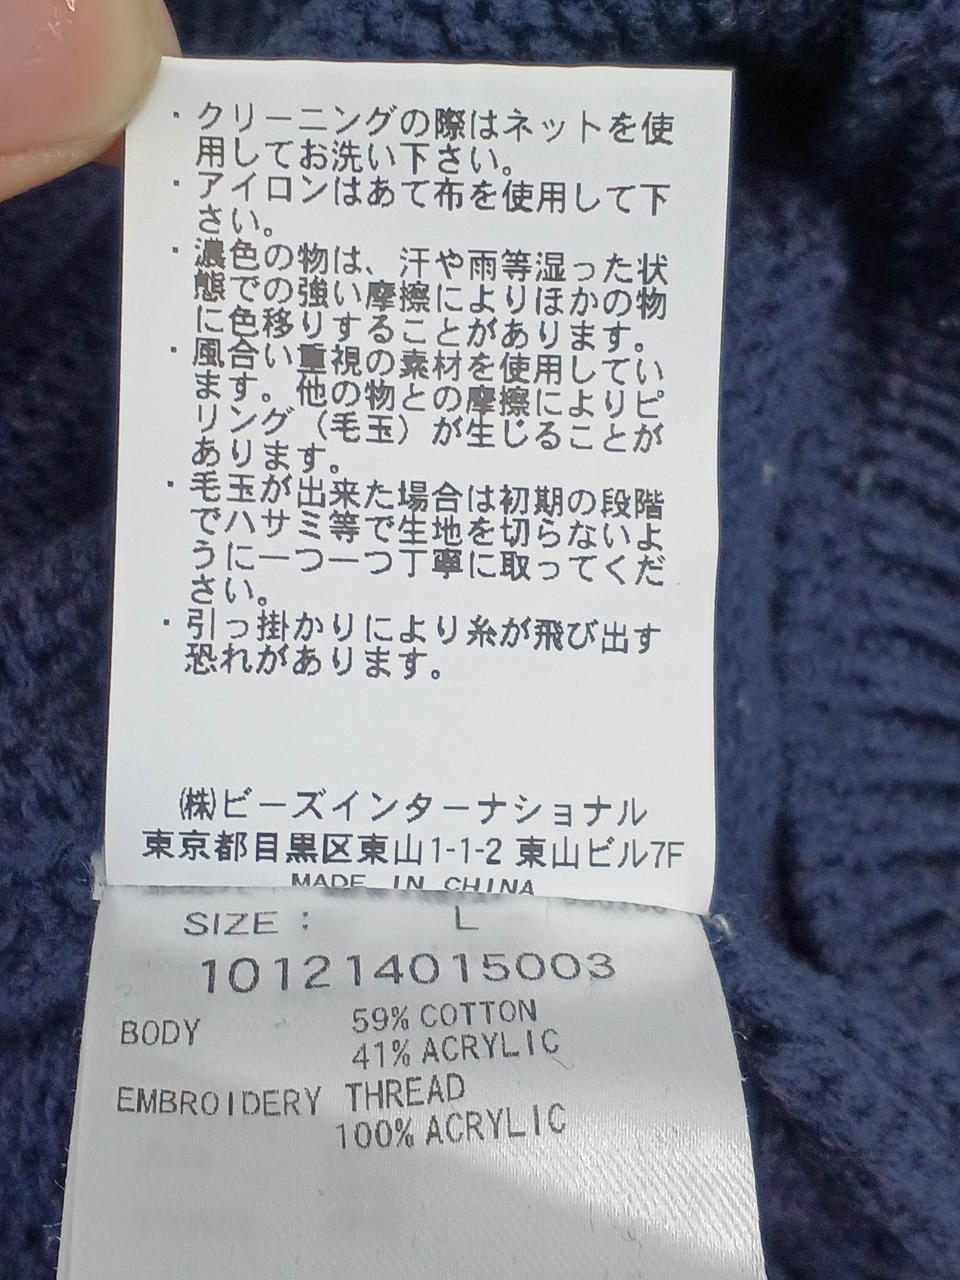 ・クリーニングの際はネットを使
用してお洗い下さい。
・アイロンはあて布を使用して下
さい。
・濃色の物は、汗や雨等湿った状
態での強い摩擦によりほかの物
に色移りすることがあります。
・風合い重視の素材を使用してい
ます。他の物との摩擦によりピ
リング（毛玉）が生じることが
あります。
・毛玉が出来た場合は初期の段階
でハサミ等で生地を切らないよ
うに一つ一つ丁寧に取ってくだ
さい。
・引っ掛かりにより糸が飛び出す
恐れがあります。
㈱ビーズインターナショナル
東京都目黒区東山1-1-2 東山ビル7F
MADE IN CHINA
SIZE : L
101214015003
BODY 59% COTTON
41% ACRYLIC
EMBROIDERY THREAD
100% ACRYLIC